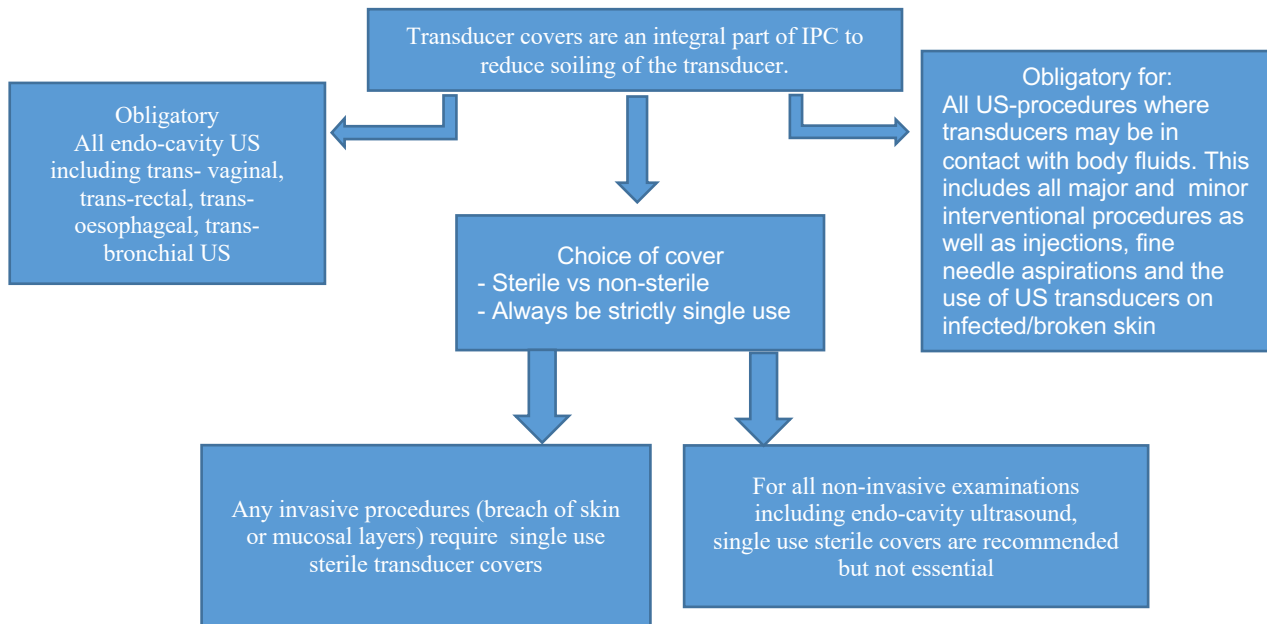 Transducer covers are an integral part of IPC to
reduce soiling of the transducer.
Obligatory
All endo-cavity US
including trans- vaginal,
trans-rectal, trans-
oesophageal, trans-
bronchial US
Obligatory for:
All US-procedures where
transducers may be in
contact with body fluids. This
includes all major and minor
interventional procedures as
well as injections, fine
needle aspirations and the
use of US transducers on
infected/broken skin
Choice of cover
- Sterile vs non-sterile
- Always be strictly single use
Any invasive procedures (breach of skin
or mucosal layers) require single use
sterile transducer covers
For all non-invasive examinations
including endo-cavity ultrasound,
single use sterile covers are recommended
but not essential